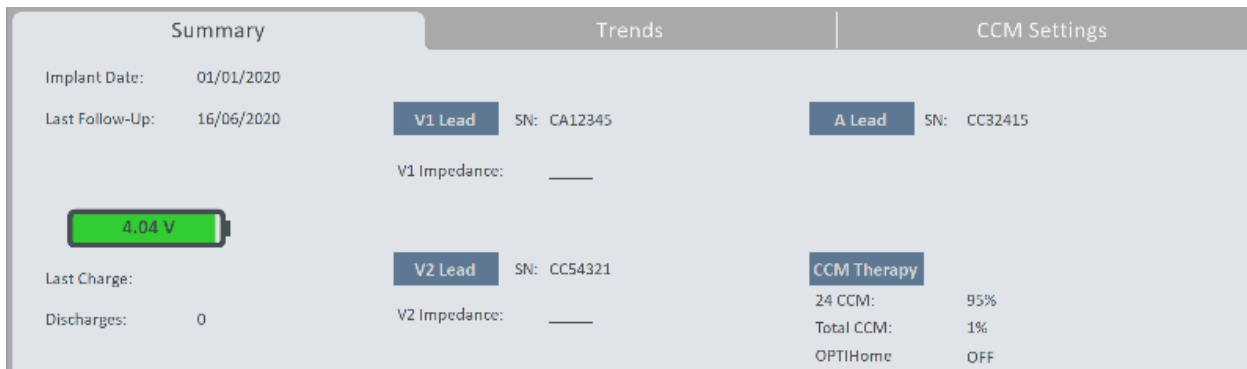 Summary Trends CCM Settings
Implant Date: 01/01/2020
Last Follow-Up: 16/06/2020
4.04 V
Last Charge:
Discharges: 0
V1 Lead SN: CA12345
V1 Impedance: _____
V2 Lead SN: CC54321
V2 Impedance: _____
A Lead SN: CC32415
CCM Therapy
24 CCM: 95%
Total CCM: 1%
OPTIHome OFF